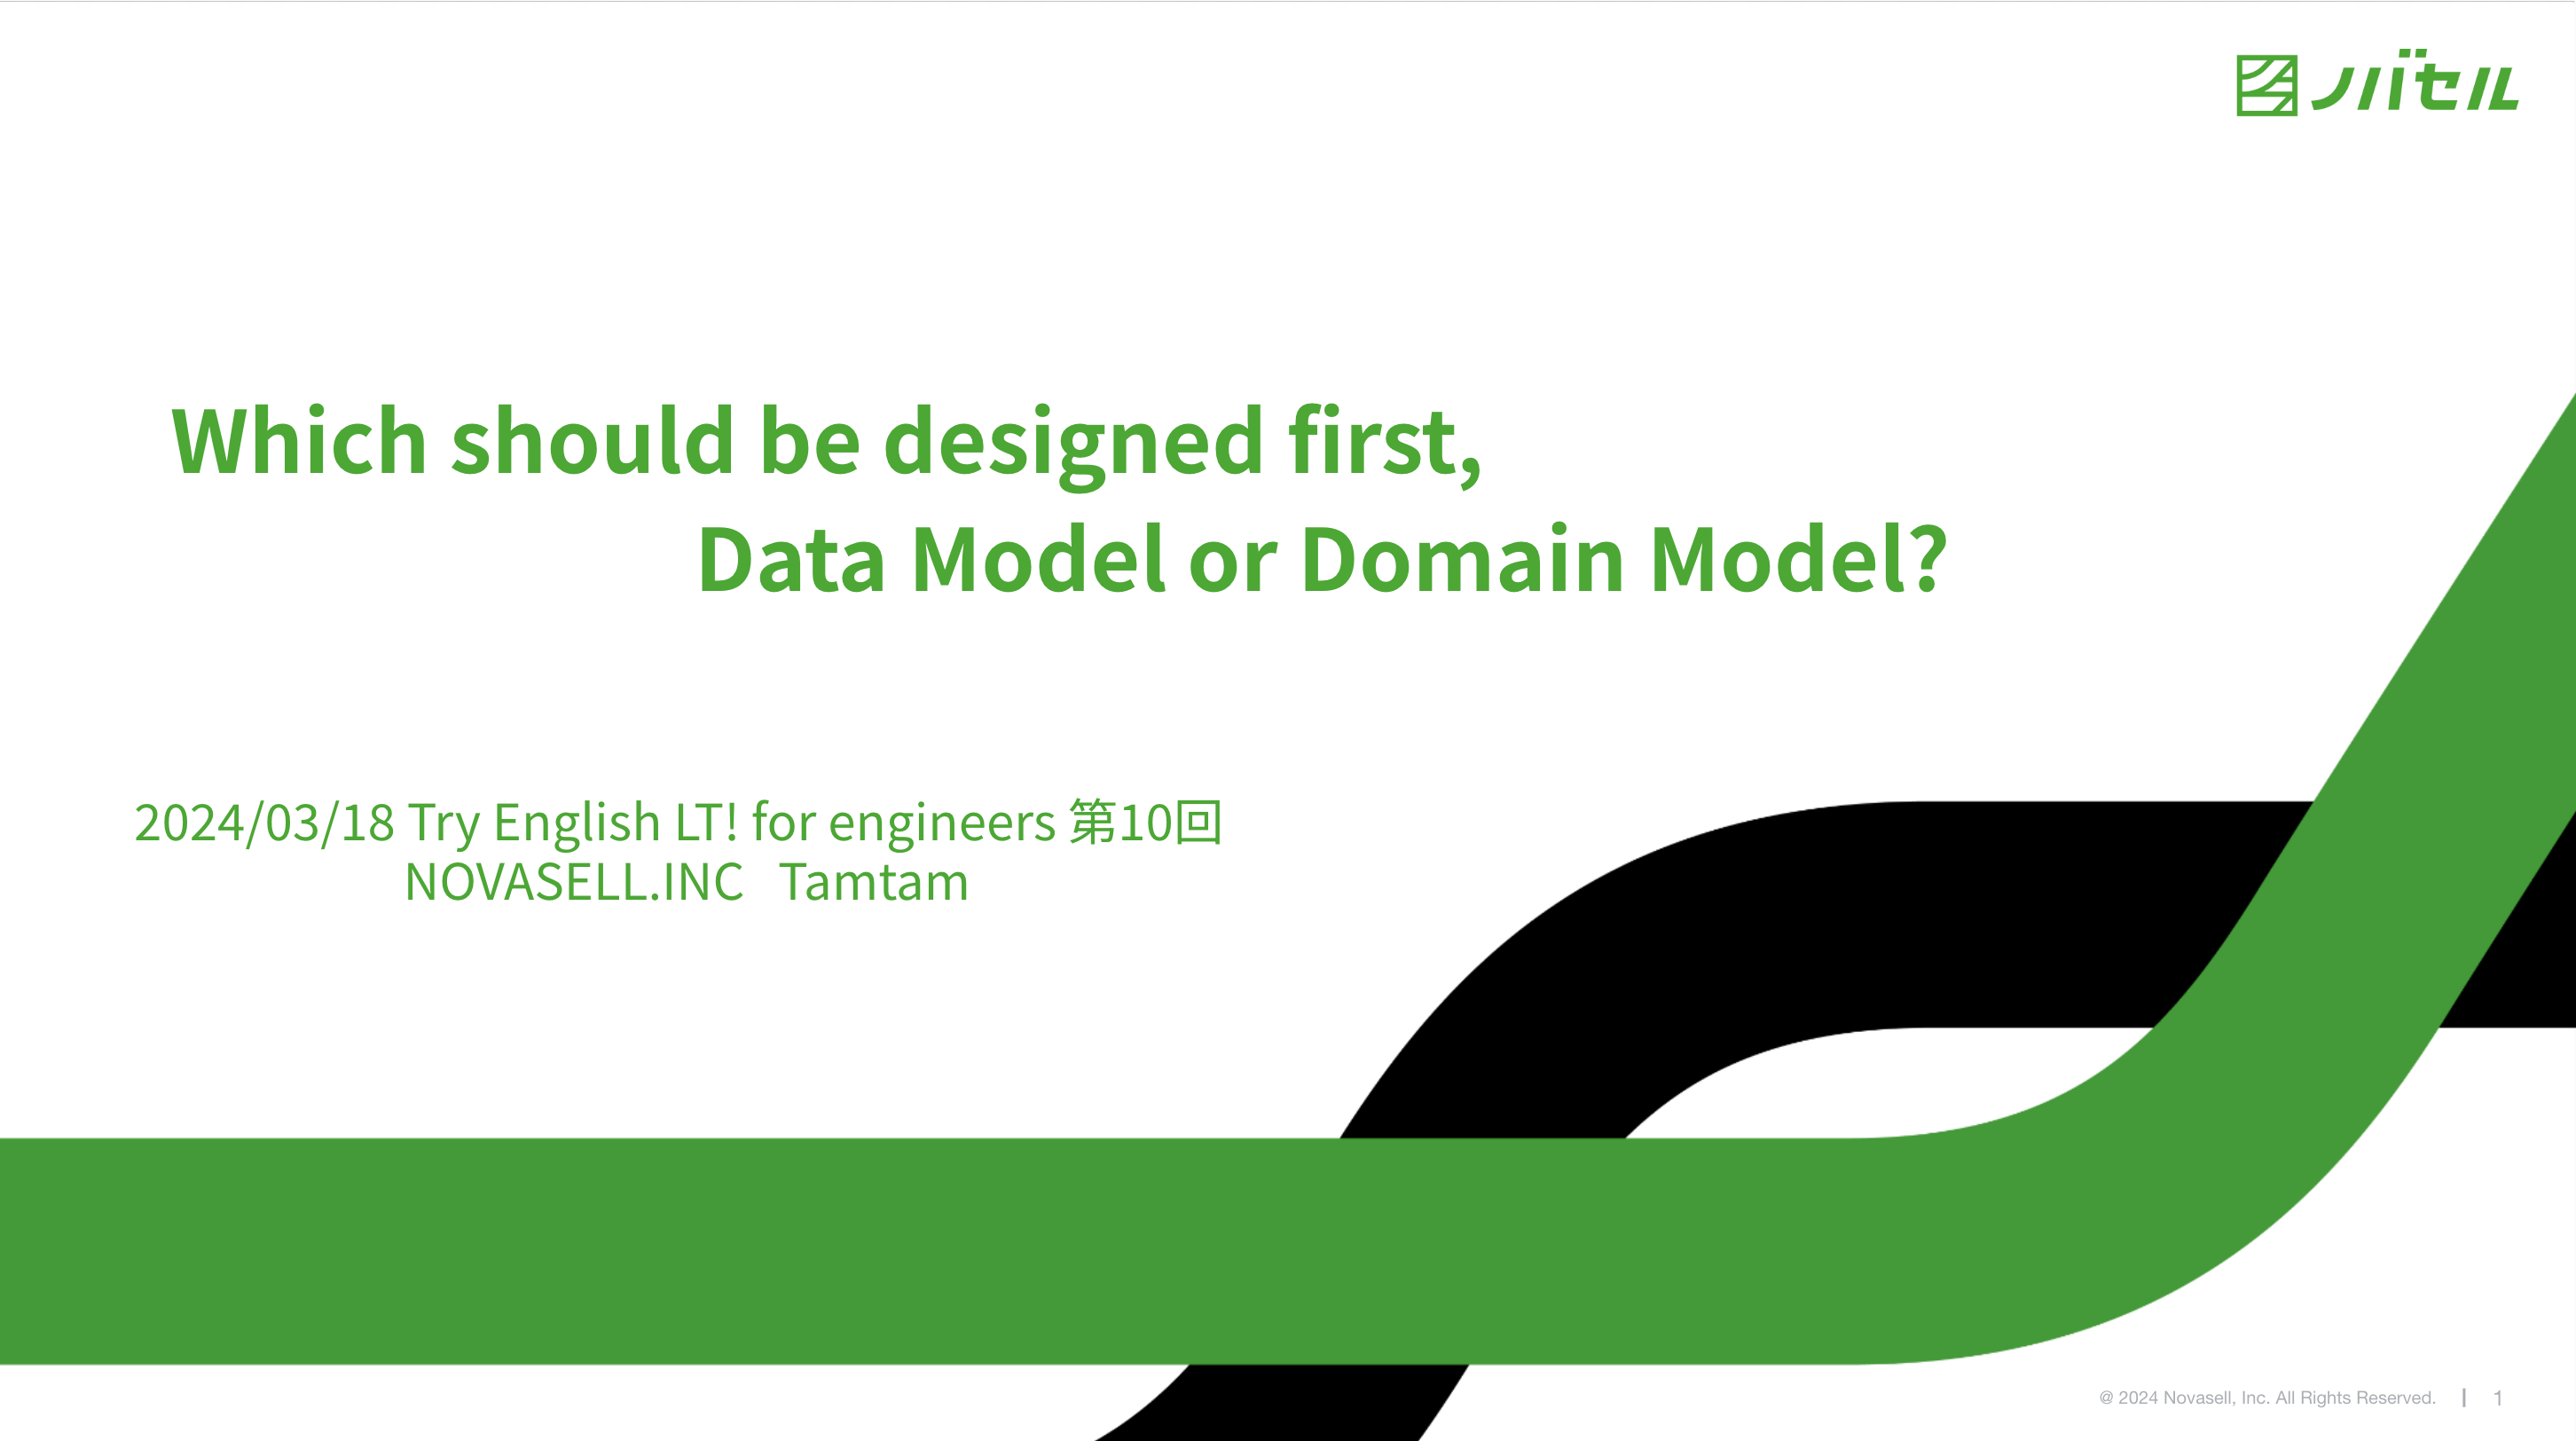 ノバセル
Which should be designed first,
Data Model or Domain Model?
2024/03/18 Try English LT! for engineers 第10回
NOVASELL.INC Tamtam
@ 2024 Novasell, Inc. All Rights Reserved. | 1